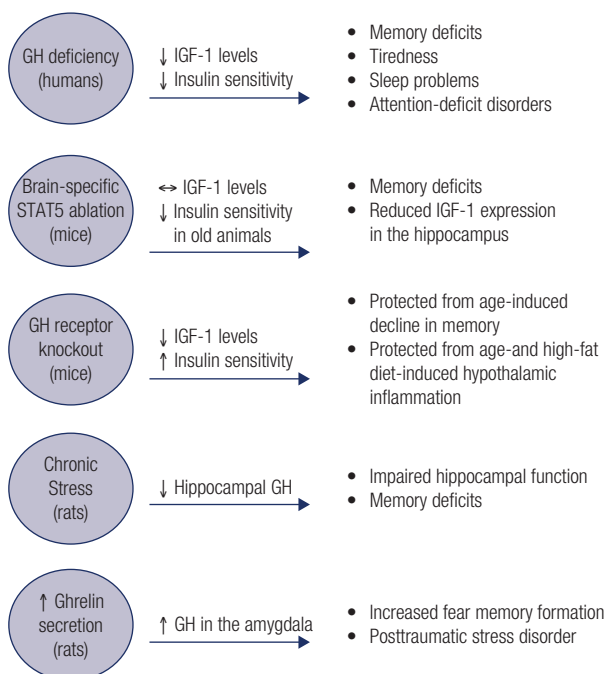 GH deficiency
(humans)
↓ IGF-1 levels
↓ Insulin sensitivity
• Memory deficits
• Tiredness
• Sleep problems
• Attention-deficit disorders
Brain-specific
STAT5 ablation
(mice)
↔ IGF-1 levels
↓ Insulin sensitivity
in old animals
• Memory deficits
• Reduced IGF-1 expression
in the hippocampus
GH receptor
knockout
(mice)
↓ IGF-1 levels
↑ Insulin sensitivity
• Protected from age-induced
decline in memory
• Protected from age-and high-fat
diet-induced hypothalamic
inflammation
Chronic
Stress
(rats)
↓ Hippocampal GH
• Impaired hippocampal function
• Memory deficits
↑ Ghrelin
secretion
(rats)
↑ GH in the amygdala
• Increased fear memory formation
• Posttraumatic stress disorder